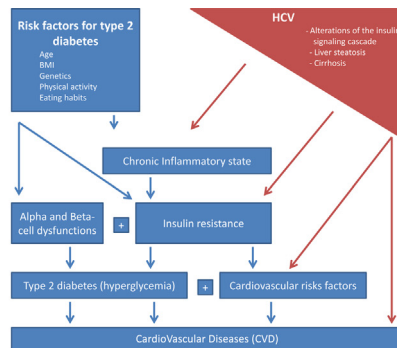 Risk factors for type 2
diabetes
Age
BMI
Genetics
Physical activity
Eating habits
HCV
- Alterations of the insulin
signaling cascade
- Liver steatosis
- Cirrhosis
Chronic Inflammatory state
Alpha and Beta-
cell dysfunctions
+
Insulin resistance
Type 2 diabetes (hyperglycemia)
+
Cardiovascular risks factors
CardioVascular Diseases (CVD)